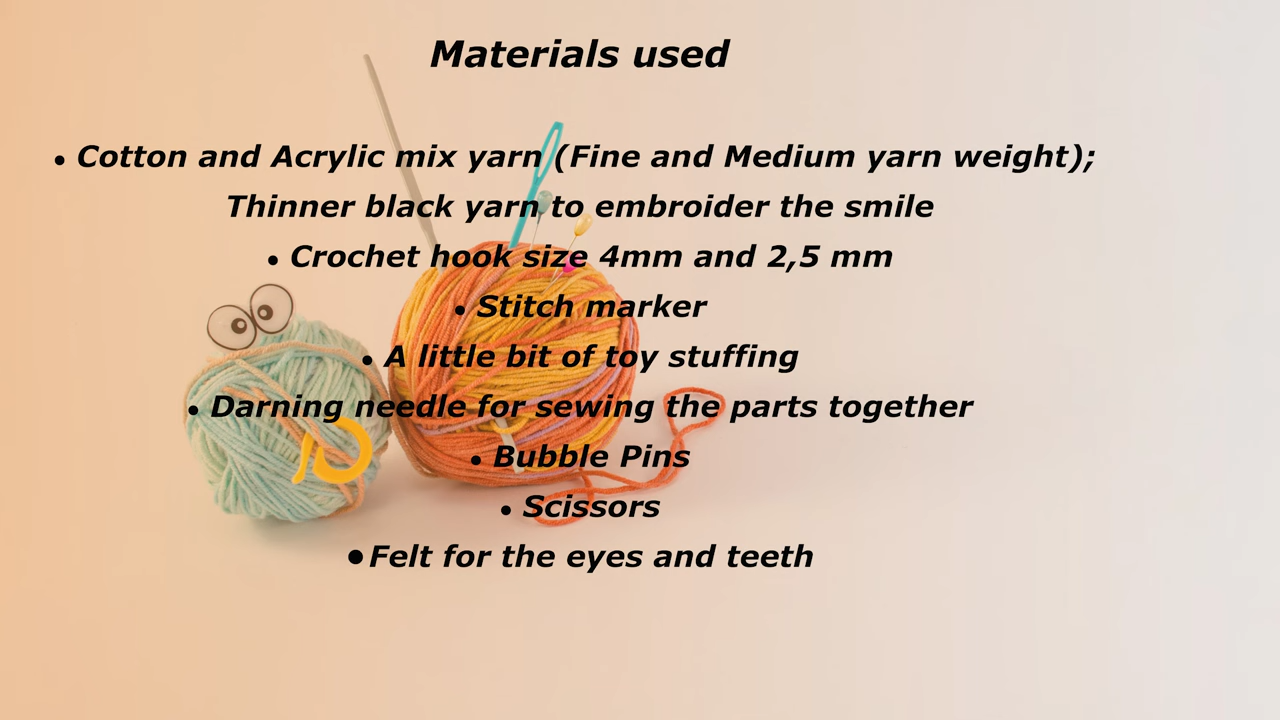 Materials used
• Cotton and Acrylic mix yarn (Fine and Medium yarn weight);
Thinner black yarn to embroider the smile
• Crochet hook size 4mm and 2,5 mm
• Stitch marker
• A little bit of toy stuffing
• Darning needle for sewing the parts together
• Bubble Pins
• Scissors
•Felt for the eyes and teeth